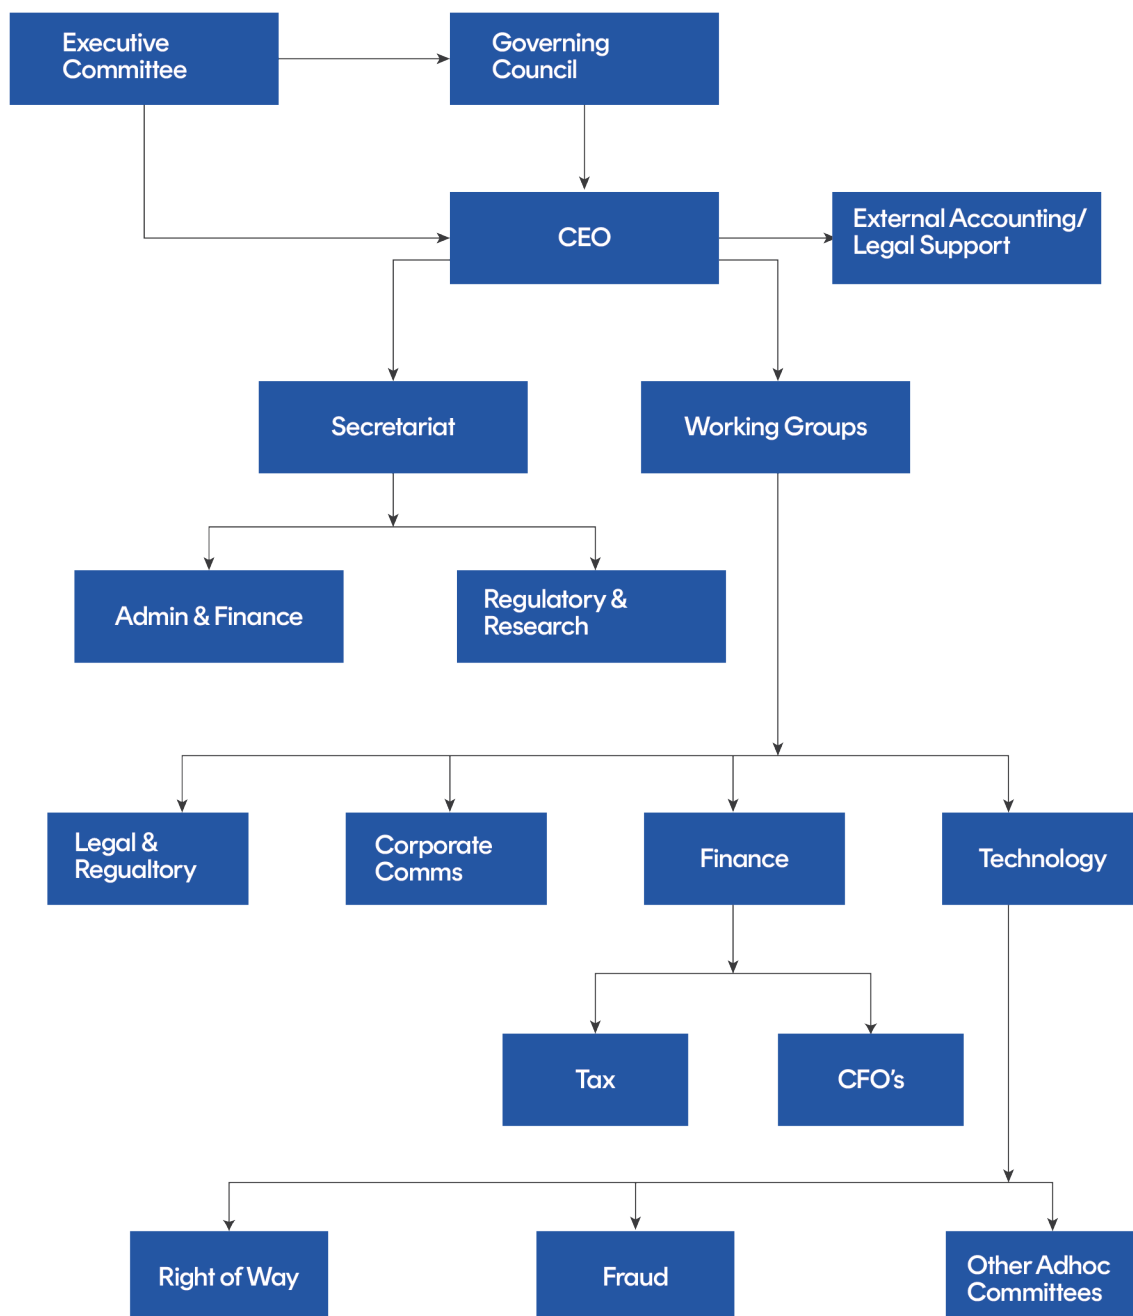 Executive
Committee
Governing
Council
CEO
External Accounting/
Legal Support
Secretariat
Working Groups
Admin & Finance
Regulatory &
Research
Legal &
Regualtory
Corporate
Comms
Finance
Technology
Tax
CFO's
Right of Way
Fraud
Other Adhoc
Committees